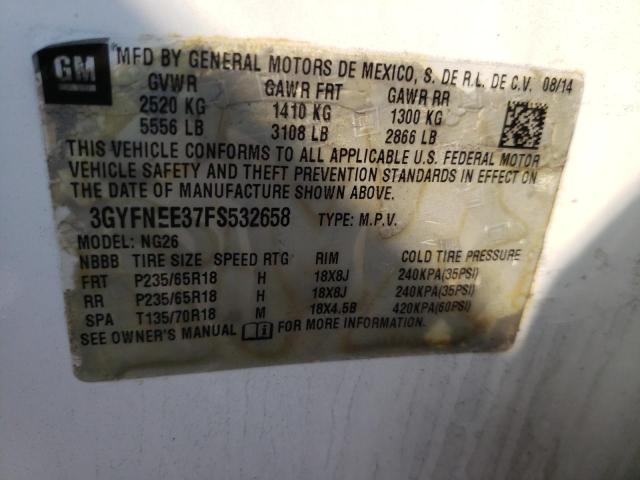 GM
MFD BY GENERAL MOTORS DE MEXICO, S. DE R.L. DE C.V. 08/14
GVWR GAWR FRT GAWR RR
2520 KG 1410 KG 1300 KG
5556 LB 3108 LB 2866 LB
THIS VEHICLE CONFORMS TO ALL APPLICABLE U.S. FEDERAL MOTOR
VEHICLE SAFETY AND THEFT PREVENTION STANDARDS IN EFFECT ON
THE DATE OF MANUFACTURE SHOWN ABOVE.
3GYFNEE37FS532658 TYPE: M.P.V.
MODEL: NG26
NBBB TIRE SIZE SPEED RTG RIM COLD TIRE PRESSURE
FRT P235/65R18 H 18X8J 240KPA(35PSI)
RR P235/65R18 H 18X8J 240KPA(35PSI)
SPA T135/70R18 M 18X4.5B 420KPA(60PSI)
SEE OWNER'S MANUAL FOR MORE INFORMATION.